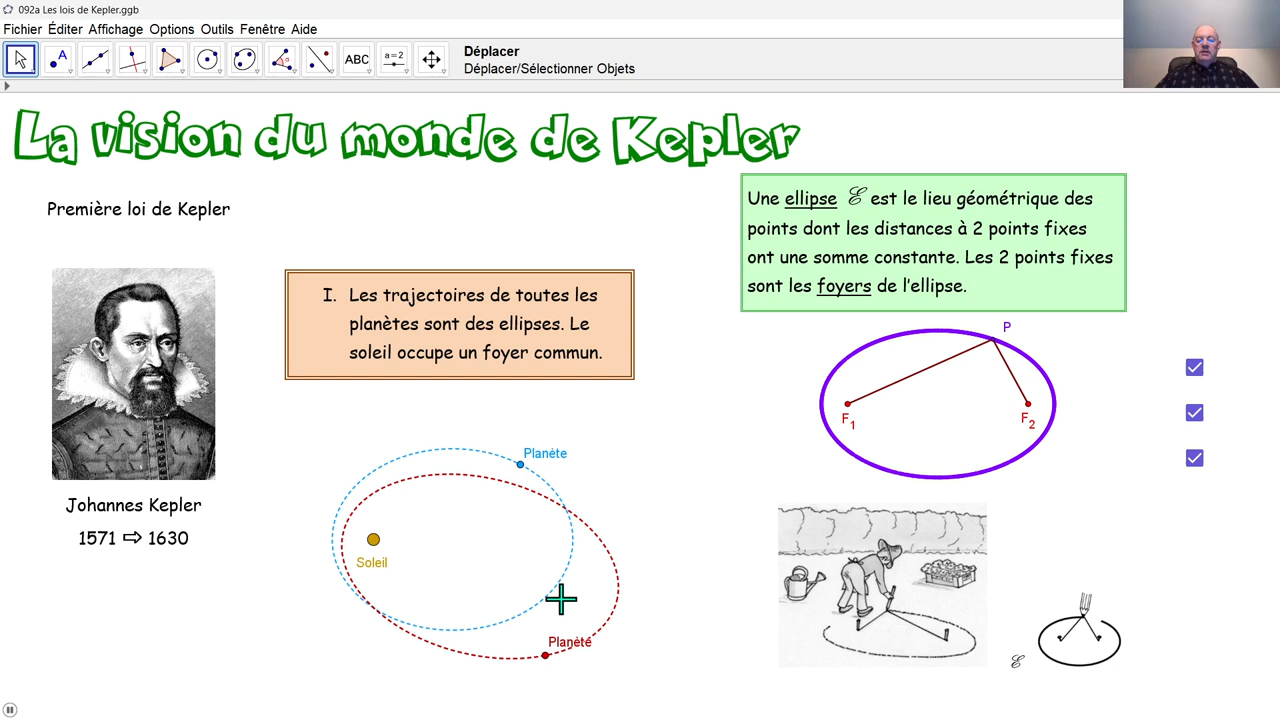 092a Les lois de Kepler.ggb
Fichier Éditer Affichage Options Outils Fenêtre Aide
A
ABC
a=2
Déplacer
Déplacer/Sélectionner Objets
La vision du monde de Kepler
Première loi de Kepler
Johannes Kepler
1571 ⇨ 1630
I. Les trajectoires de toutes les
planètes sont des ellipses. Le
soleil occupe un foyer commun.
Planète
Soleil
Planète
Une ellipse ℰ est le lieu géométrique des
points dont les distances à 2 points fixes
ont une somme constante. Les 2 points fixes
sont les foyers de l'ellipse.
P
F₁
F₂
ℰ